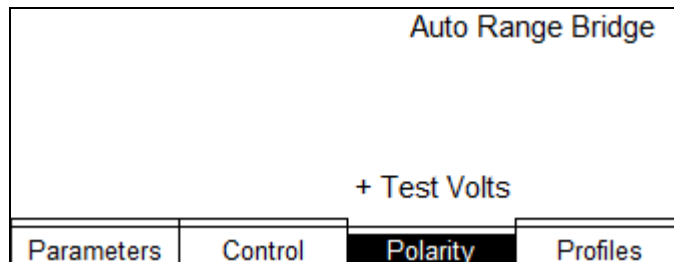 Auto Range Bridge
+ Test Volts
Parameters Control Polarity Profiles